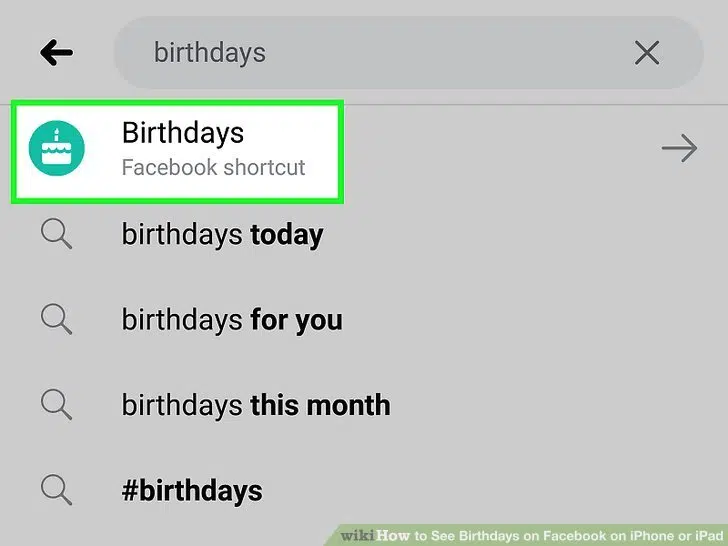 birthdays
Birthdays
Facebook shortcut
birthdays today
birthdays for you
birthdays this month
#birthdays
wikiHow to See Birthdays on Facebook on iPhone or iPad